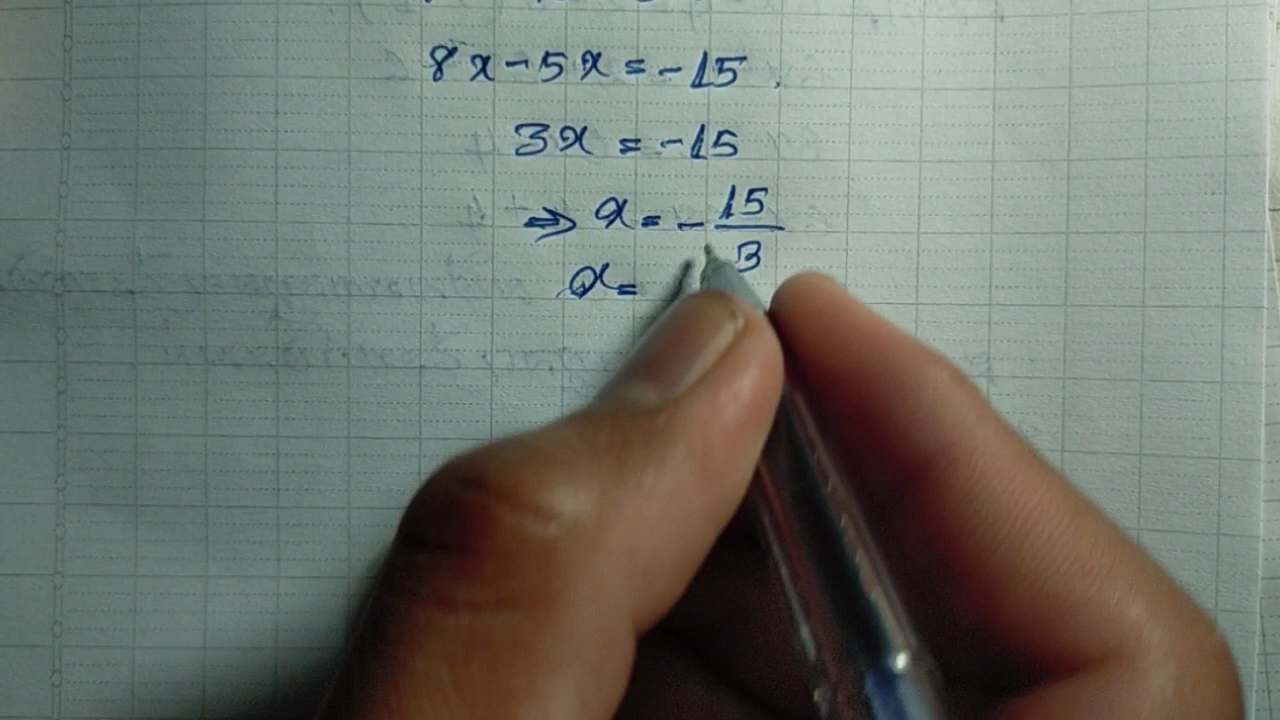 8x-5x = -15.
3x = -15
⇒ x = - 15/3
x =